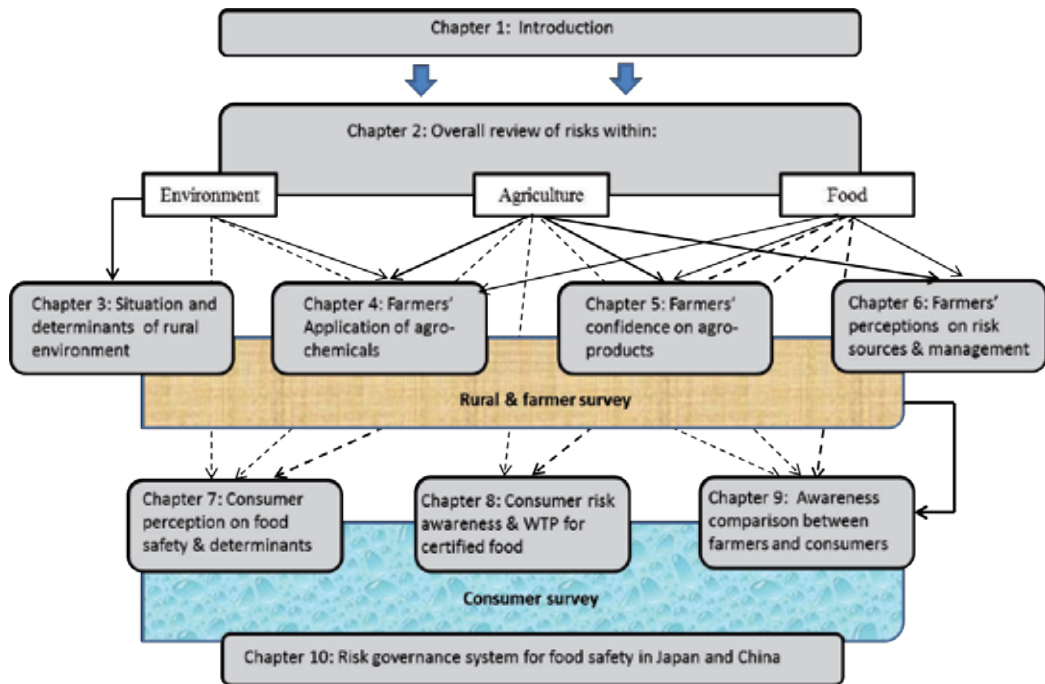 Chapter 1: Introduction
Chapter 2: Overall review of risks within:
Environment
Agriculture
Food
Chapter 3: Situation and
determinants of rural
environment
Chapter 4: Farmers'
Application of agro-
chemicals
Chapter 5: Farmers'
confidence on agro-
products
Chapter 6: Farmers'
perceptions on risk
sources & management
Rural & farmer survey
Chapter 7: Consumer
perception on food
safety & determinants
Chapter 8: Consumer risk
awareness & WTP for
certified food
Chapter 9: Awareness
comparison between
farmers and consumers
Consumer survey
Chapter 10: Risk governance system for food safety in Japan and China